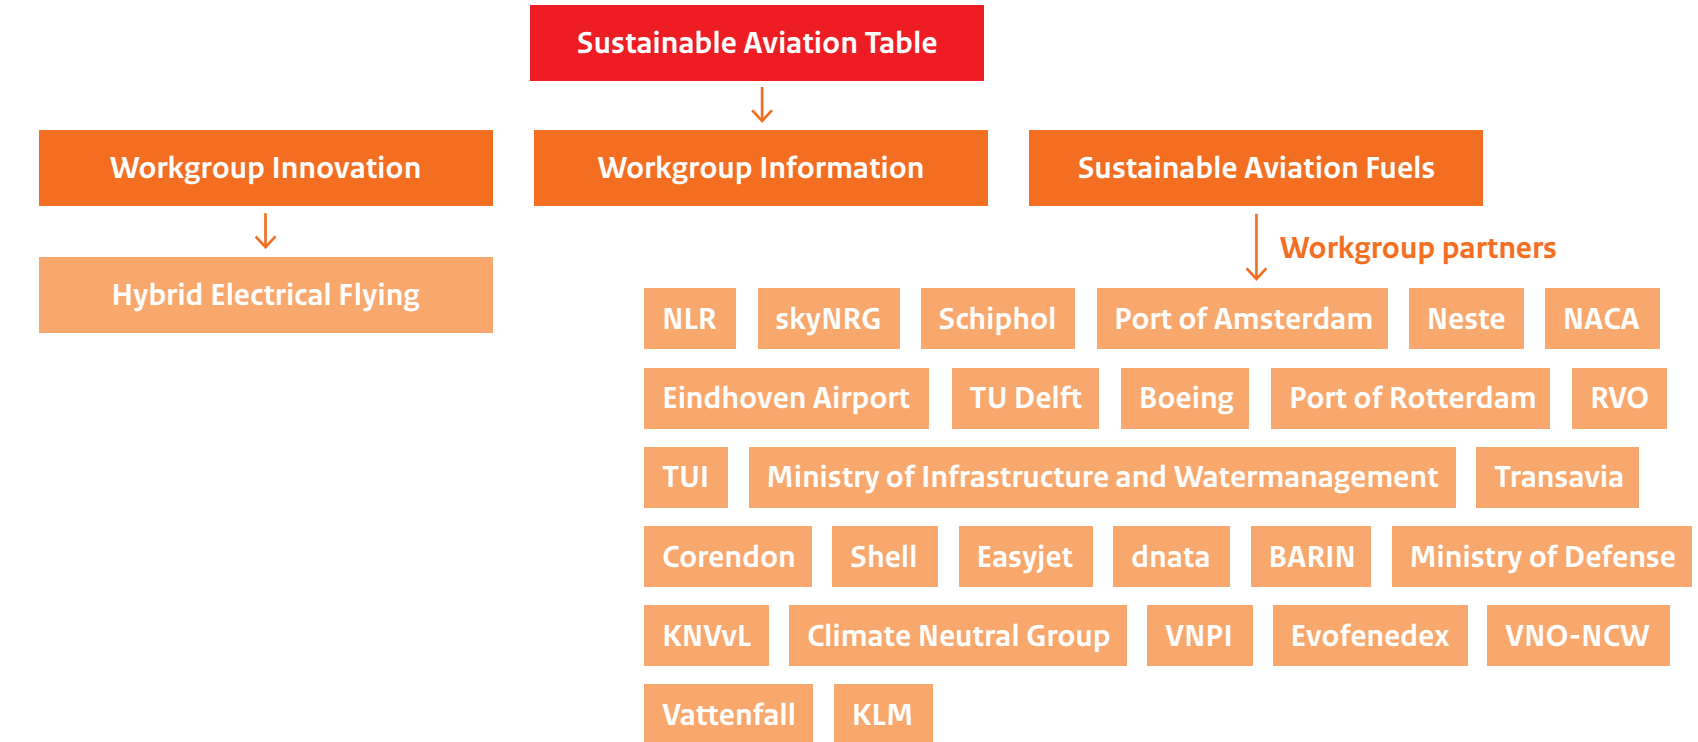 Sustainable Aviation Table
Workgroup Innovation
Workgroup Information
Sustainable Aviation Fuels
Hybrid Electrical Flying
Workgroup partners
NLR
skyNRG
Schiphol
Port of Amsterdam
Neste
NACA
Eindhoven Airport
TU Delft
Boeing
Port of Rotterdam
RVO
TUI
Ministry of Infrastructure and Watermanagement
Transavia
Corendon
Shell
Easyjet
dnata
BARIN
Ministry of Defense
KNVvL
Climate Neutral Group
VNPI
Evofenedex
VNO-NCW
Vattenfall
KLM